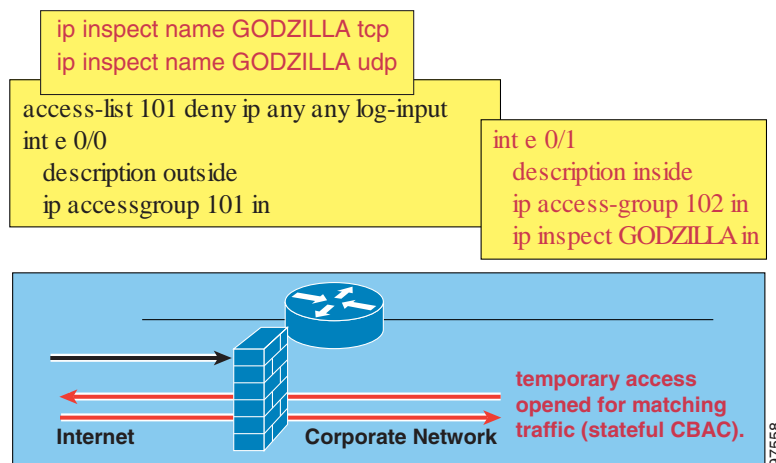 ip inspect name GODZILLA tcp
ip inspect name GODZILLA udp
access-list 101 deny ip any any log-input
int e 0/0
description outside
ip accessgroup 101 in
int e 0/1
description inside
ip access-group 102 in
ip inspect GODZILLA in
temporary access
opened for matching
traffic (stateful CBAC).
Internet
Corporate Network